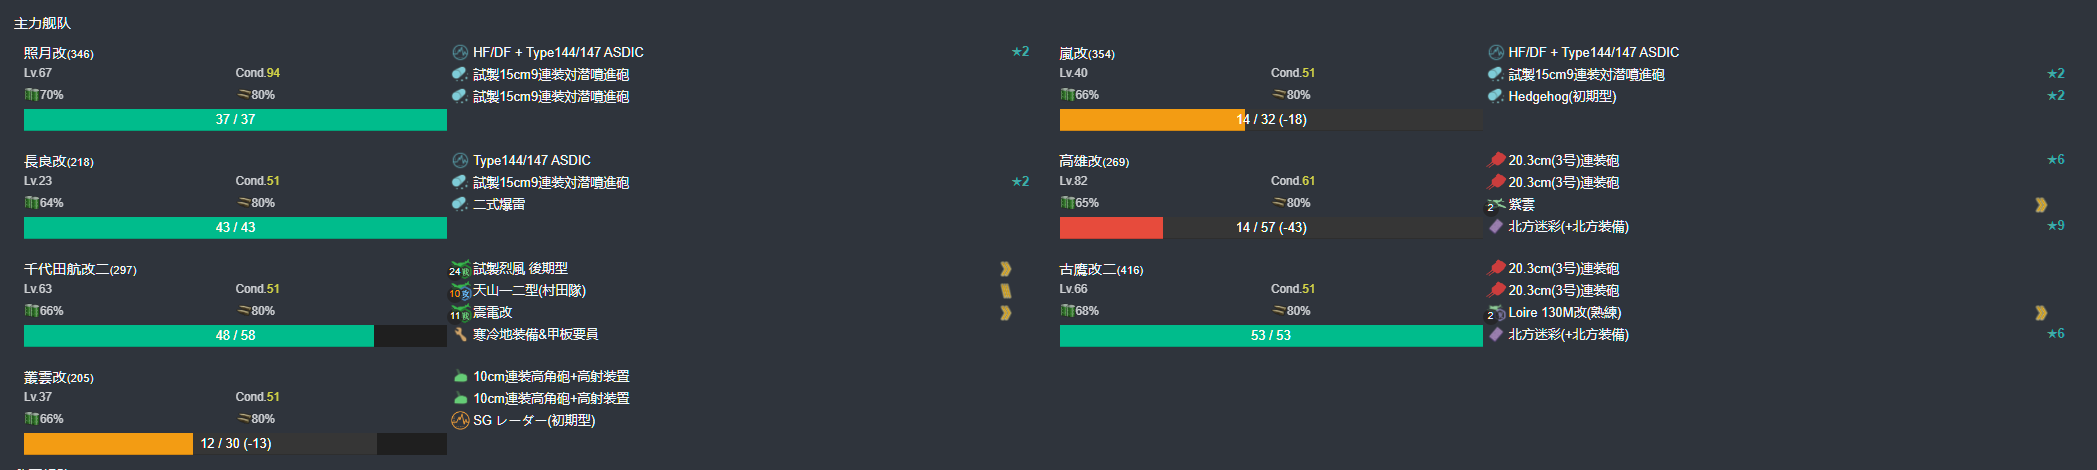 主力舰队
照月改(346)
Lv.67 Cond.94
70% 80%
37 / 37
HF/DF + Type144/147 ASDIC ★2
試製15cm9連装対潜噴進砲
試製15cm9連装対潜噴進砲
嵐改(354)
Lv.40 Cond.51
66% 80%
14 / 32 (-18)
HF/DF + Type144/147 ASDIC
試製15cm9連装対潜噴進砲 ★2
Hedgehog(初期型) ★2
長良改(218)
Lv.23 Cond.51
64% 80%
43 / 43
Type144/147 ASDIC
試製15cm9連装対潜噴進砲 ★2
二式爆雷
高雄改(269)
Lv.82 Cond.61
65% 80%
14 / 57 (-43)
20.3cm(3号)連装砲 ★6
20.3cm(3号)連装砲
2 紫雲
北方迷彩(+北方装備) ★9
千代田航改二(297)
Lv.63 Cond.51
66% 80%
48 / 58
24 試製烈風 後期型
10 天山一二型(村田隊)
11 震電改
寒冷地装備&甲板要員
古鷹改二(416)
Lv.66 Cond.51
68% 80%
53 / 53
20.3cm(3号)連装砲
20.3cm(3号)連装砲
2 Loire 130M改(熟練)
北方迷彩(+北方装備) ★6
叢雲改(205)
Lv.37 Cond.51
66% 80%
12 / 30 (-13)
10cm連装高角砲+高射装置
10cm連装高角砲+高射装置
SG レーダー(初期型)